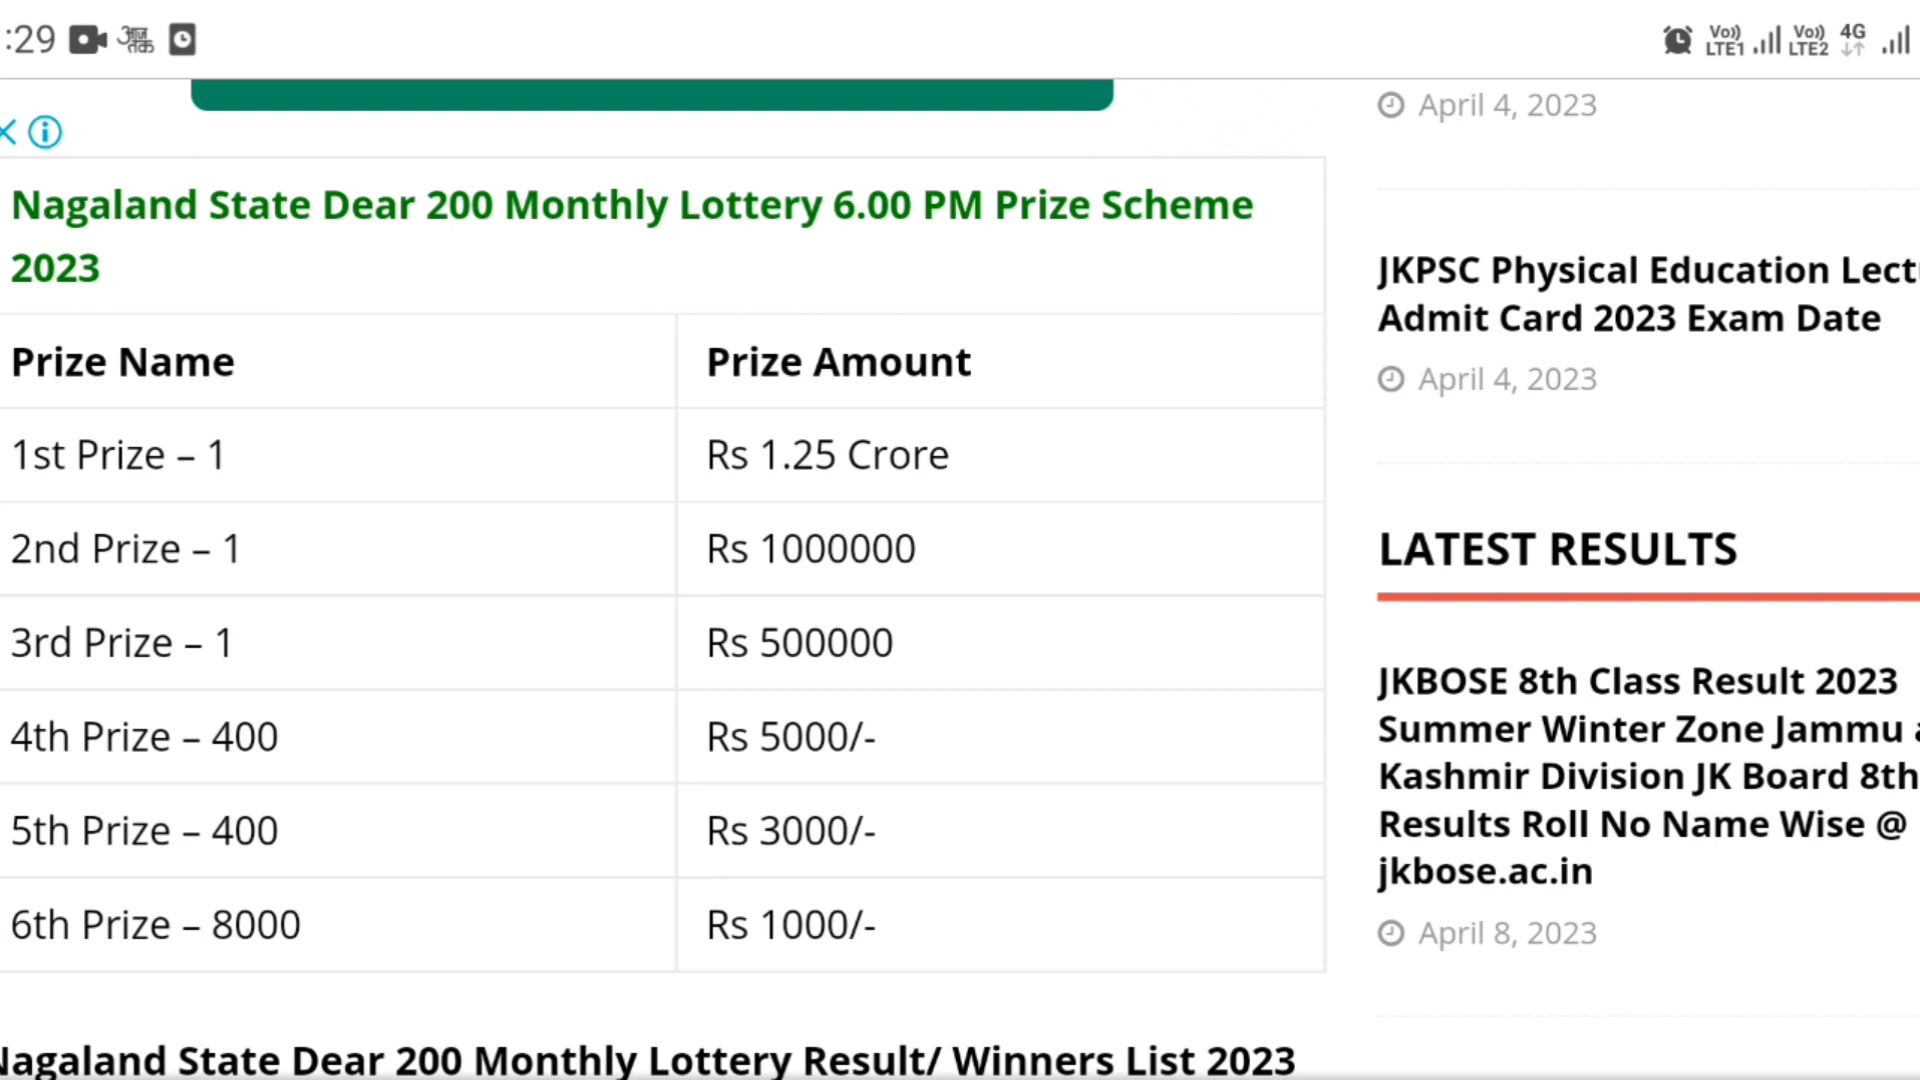 :29 आज तक Vo)) LTE1 Vo)) LTE2 4G
Nagaland State Dear 200 Monthly Lottery 6.00 PM Prize Scheme
2023
Prize Name Prize Amount
1st Prize – 1 Rs 1.25 Crore
2nd Prize – 1 Rs 1000000
3rd Prize – 1 Rs 500000
4th Prize – 400 Rs 5000/-
5th Prize – 400 Rs 3000/-
6th Prize – 8000 Rs 1000/-
Nagaland State Dear 200 Monthly Lottery Result/ Winners List 2023
April 4, 2023
JKPSC Physical Education Lect
Admit Card 2023 Exam Date
April 4, 2023
LATEST RESULTS
JKBOSE 8th Class Result 2023
Summer Winter Zone Jammu a
Kashmir Division JK Board 8th
Results Roll No Name Wise @
jkbose.ac.in
April 8, 2023